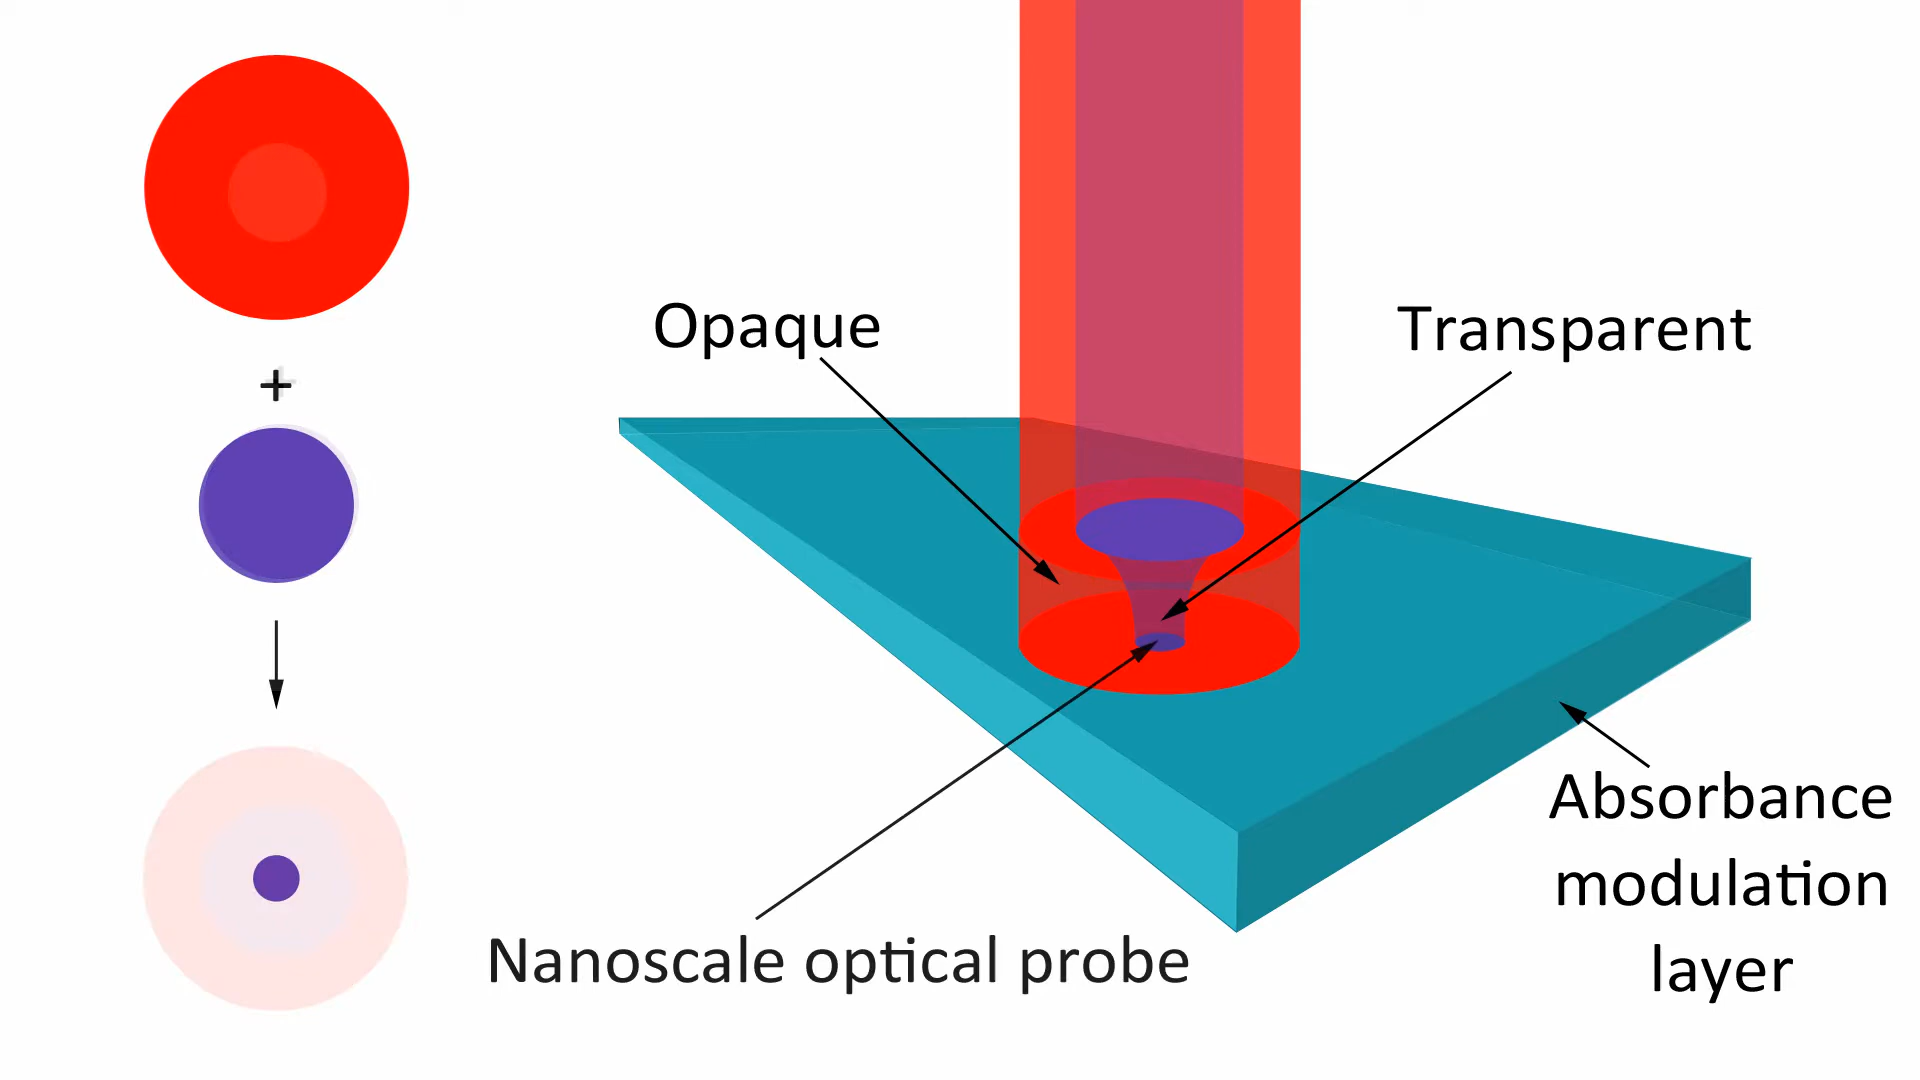 Opaque
Transparent
+
Absorbance
modulation
layer
Nanoscale optical probe